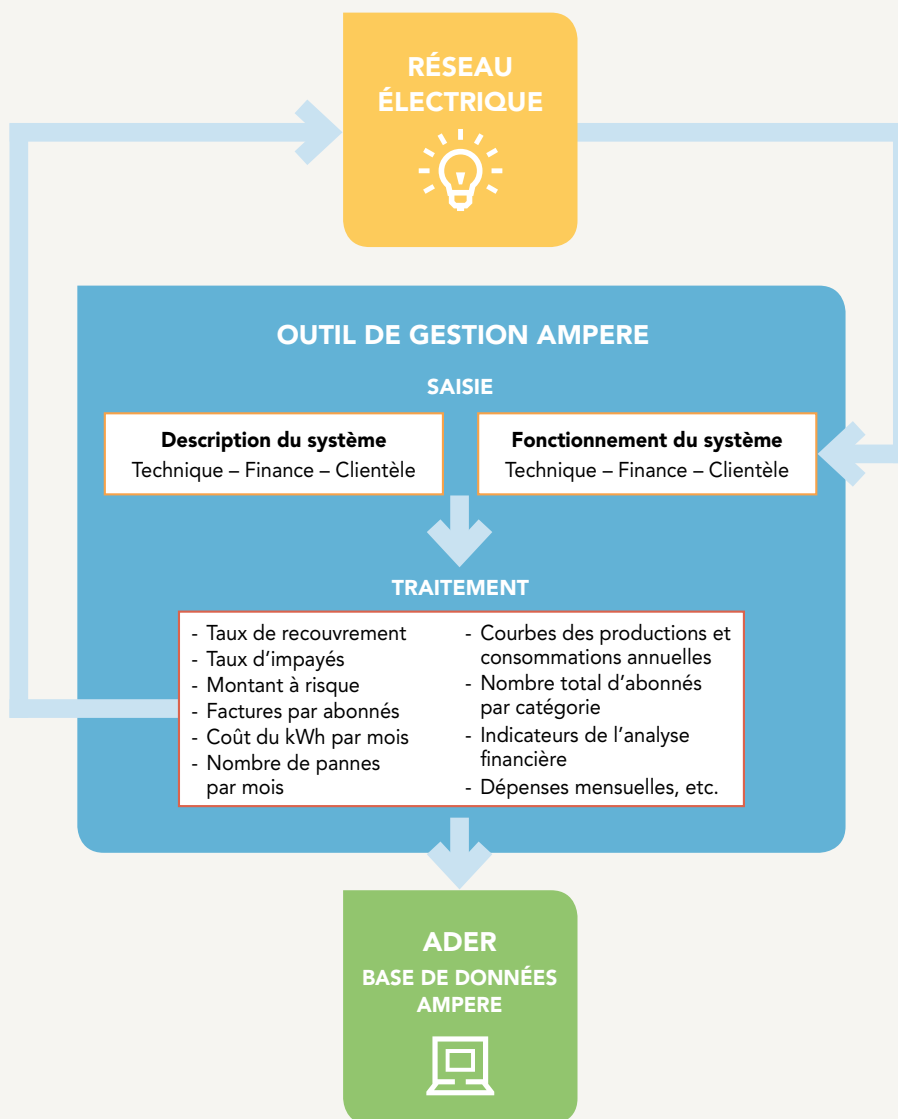 RÉSEAU
ÉLECTRIQUE
OUTIL DE GESTION AMPERE
SAISIE
Description du système
Technique – Finance – Clientèle
Fonctionnement du système
Technique – Finance – Clientèle
TRAITEMENT
- Taux de recouvrement
- Taux d'impayés
- Montant à risque
- Factures par abonnés
- Coût du kWh par mois
- Nombre de pannes
par mois
- Courbes des productions et
consommations annuelles
- Nombre total d'abonnés
par catégorie
- Indicateurs de l'analyse
financière
- Dépenses mensuelles, etc.
ADER
BASE DE DONNÉES
AMPERE